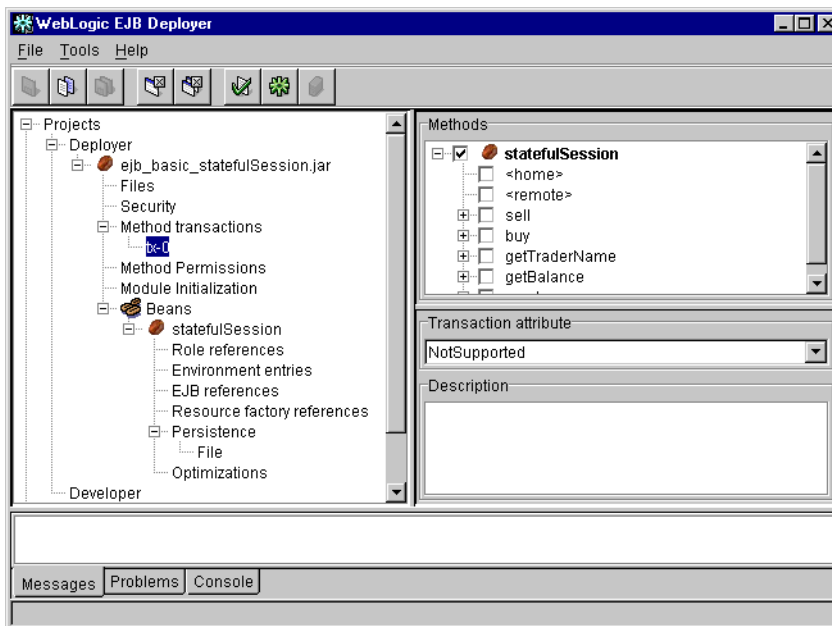 WebLogic EJB Deployer
File Tools Help
Projects
Deployer
ejb_basic_statefulSession.jar
Files
Security
Method transactions
tx-0
Method Permissions
Module Initialization
Beans
statefulSession
Role references
Environment entries
EJB references
Resource factory references
Persistence
File
Optimizations
Developer
Methods
statefulSession
<home>
<remote>
sell
buy
getTraderName
getBalance
Transaction attribute
NotSupported
Description
Messages Problems Console